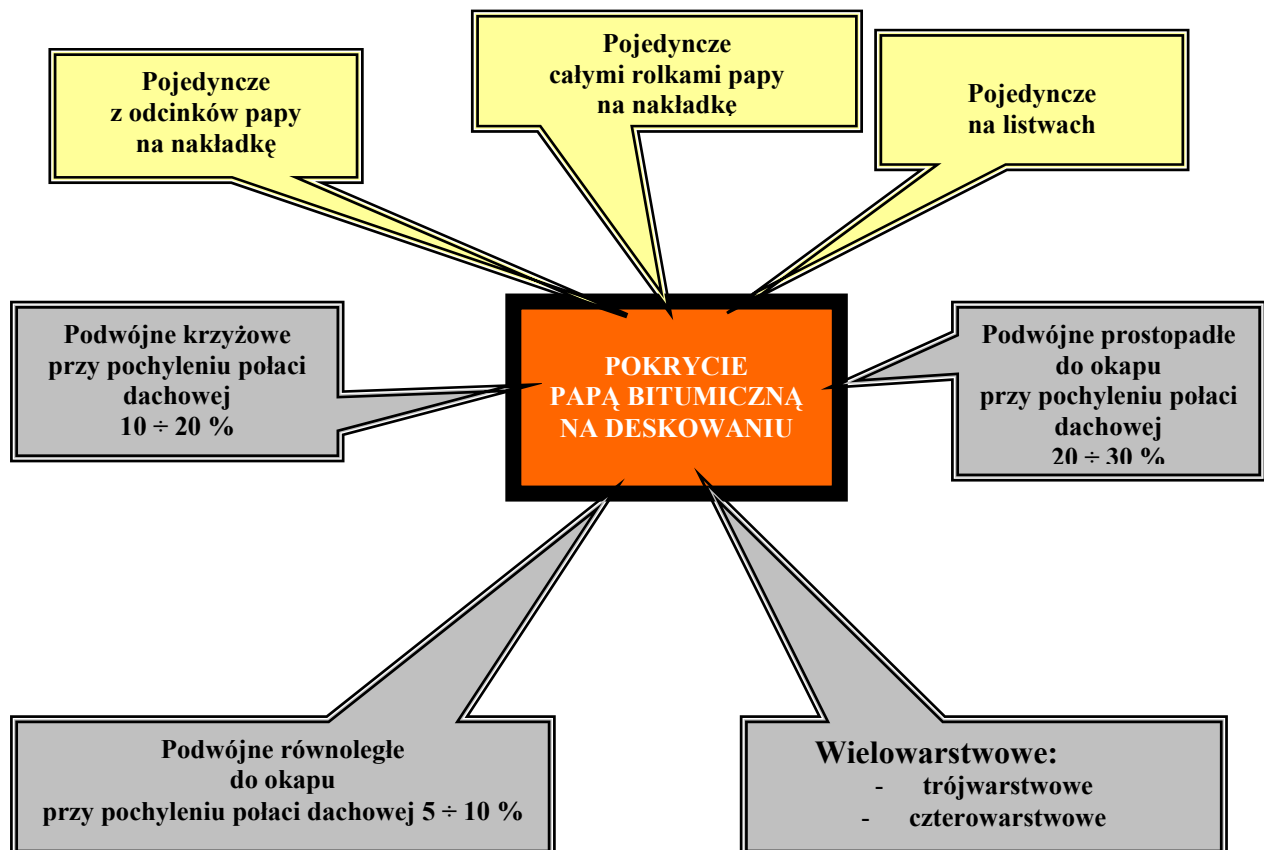 Pojedyncze
z odcinków papy
na nakładkę
Pojedyncze
całymi rolkami papy
na nakładkę
Pojedyncze
na listwach
Podwójne krzyżowe
przy pochyleniu połaci
dachowej
10 ÷ 20 %
POKRYCIE
PAPĄ BITUMICZNĄ
NA DESKOWANIU
Podwójne prostopadłe
do okapu
przy pochyleniu połaci
dachowej
20 ÷ 30 %
Podwójne równoległe
do okapu
przy pochyleniu połaci dachowej 5 ÷ 10 %
Wielowarstwowe:
- trójwarstwowe
- czterowarstwowe